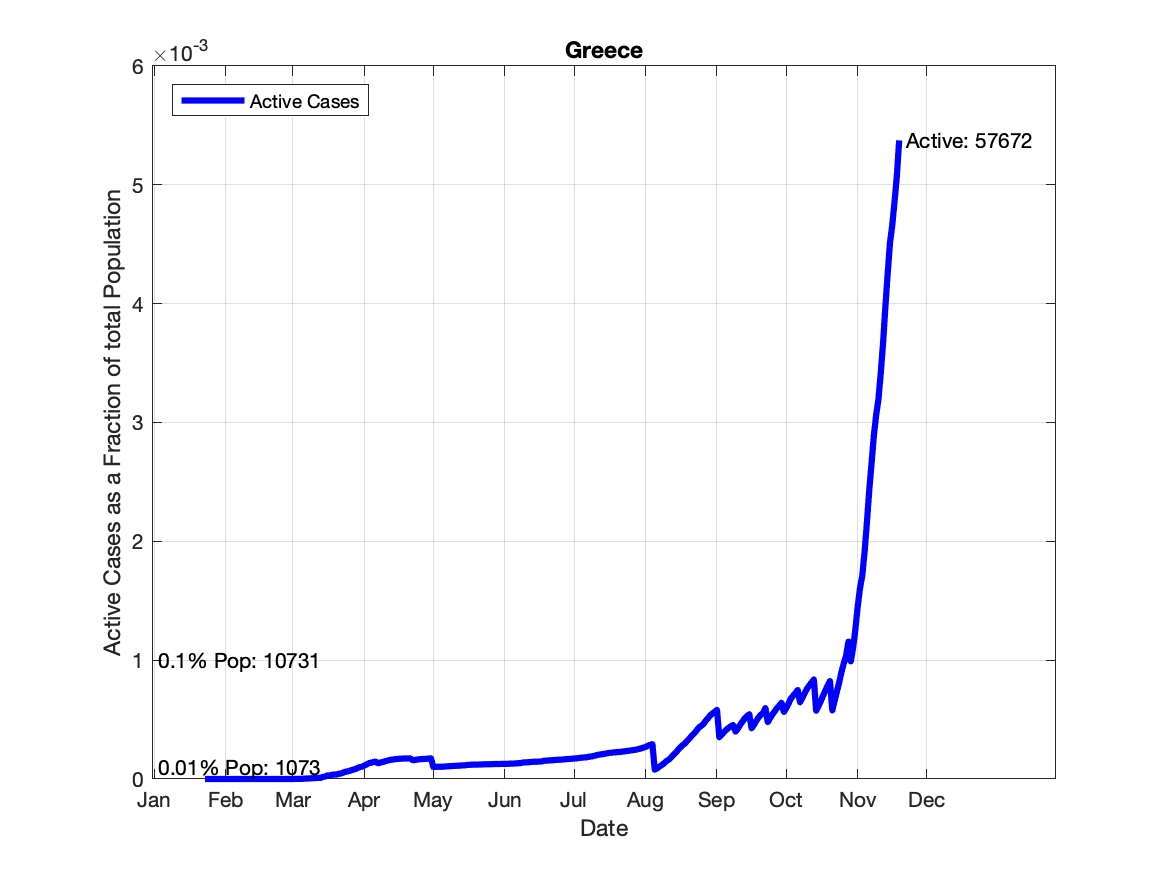 Greece
×10-3
6
5
4
3
2
1
0
Active Cases
Active: 57672
0.1% Pop: 10731
0.01% Pop: 1073
Active Cases as a Fraction of total Population
Jan Feb Mar Apr May Jun Jul Aug Sep Oct Nov Dec
Date